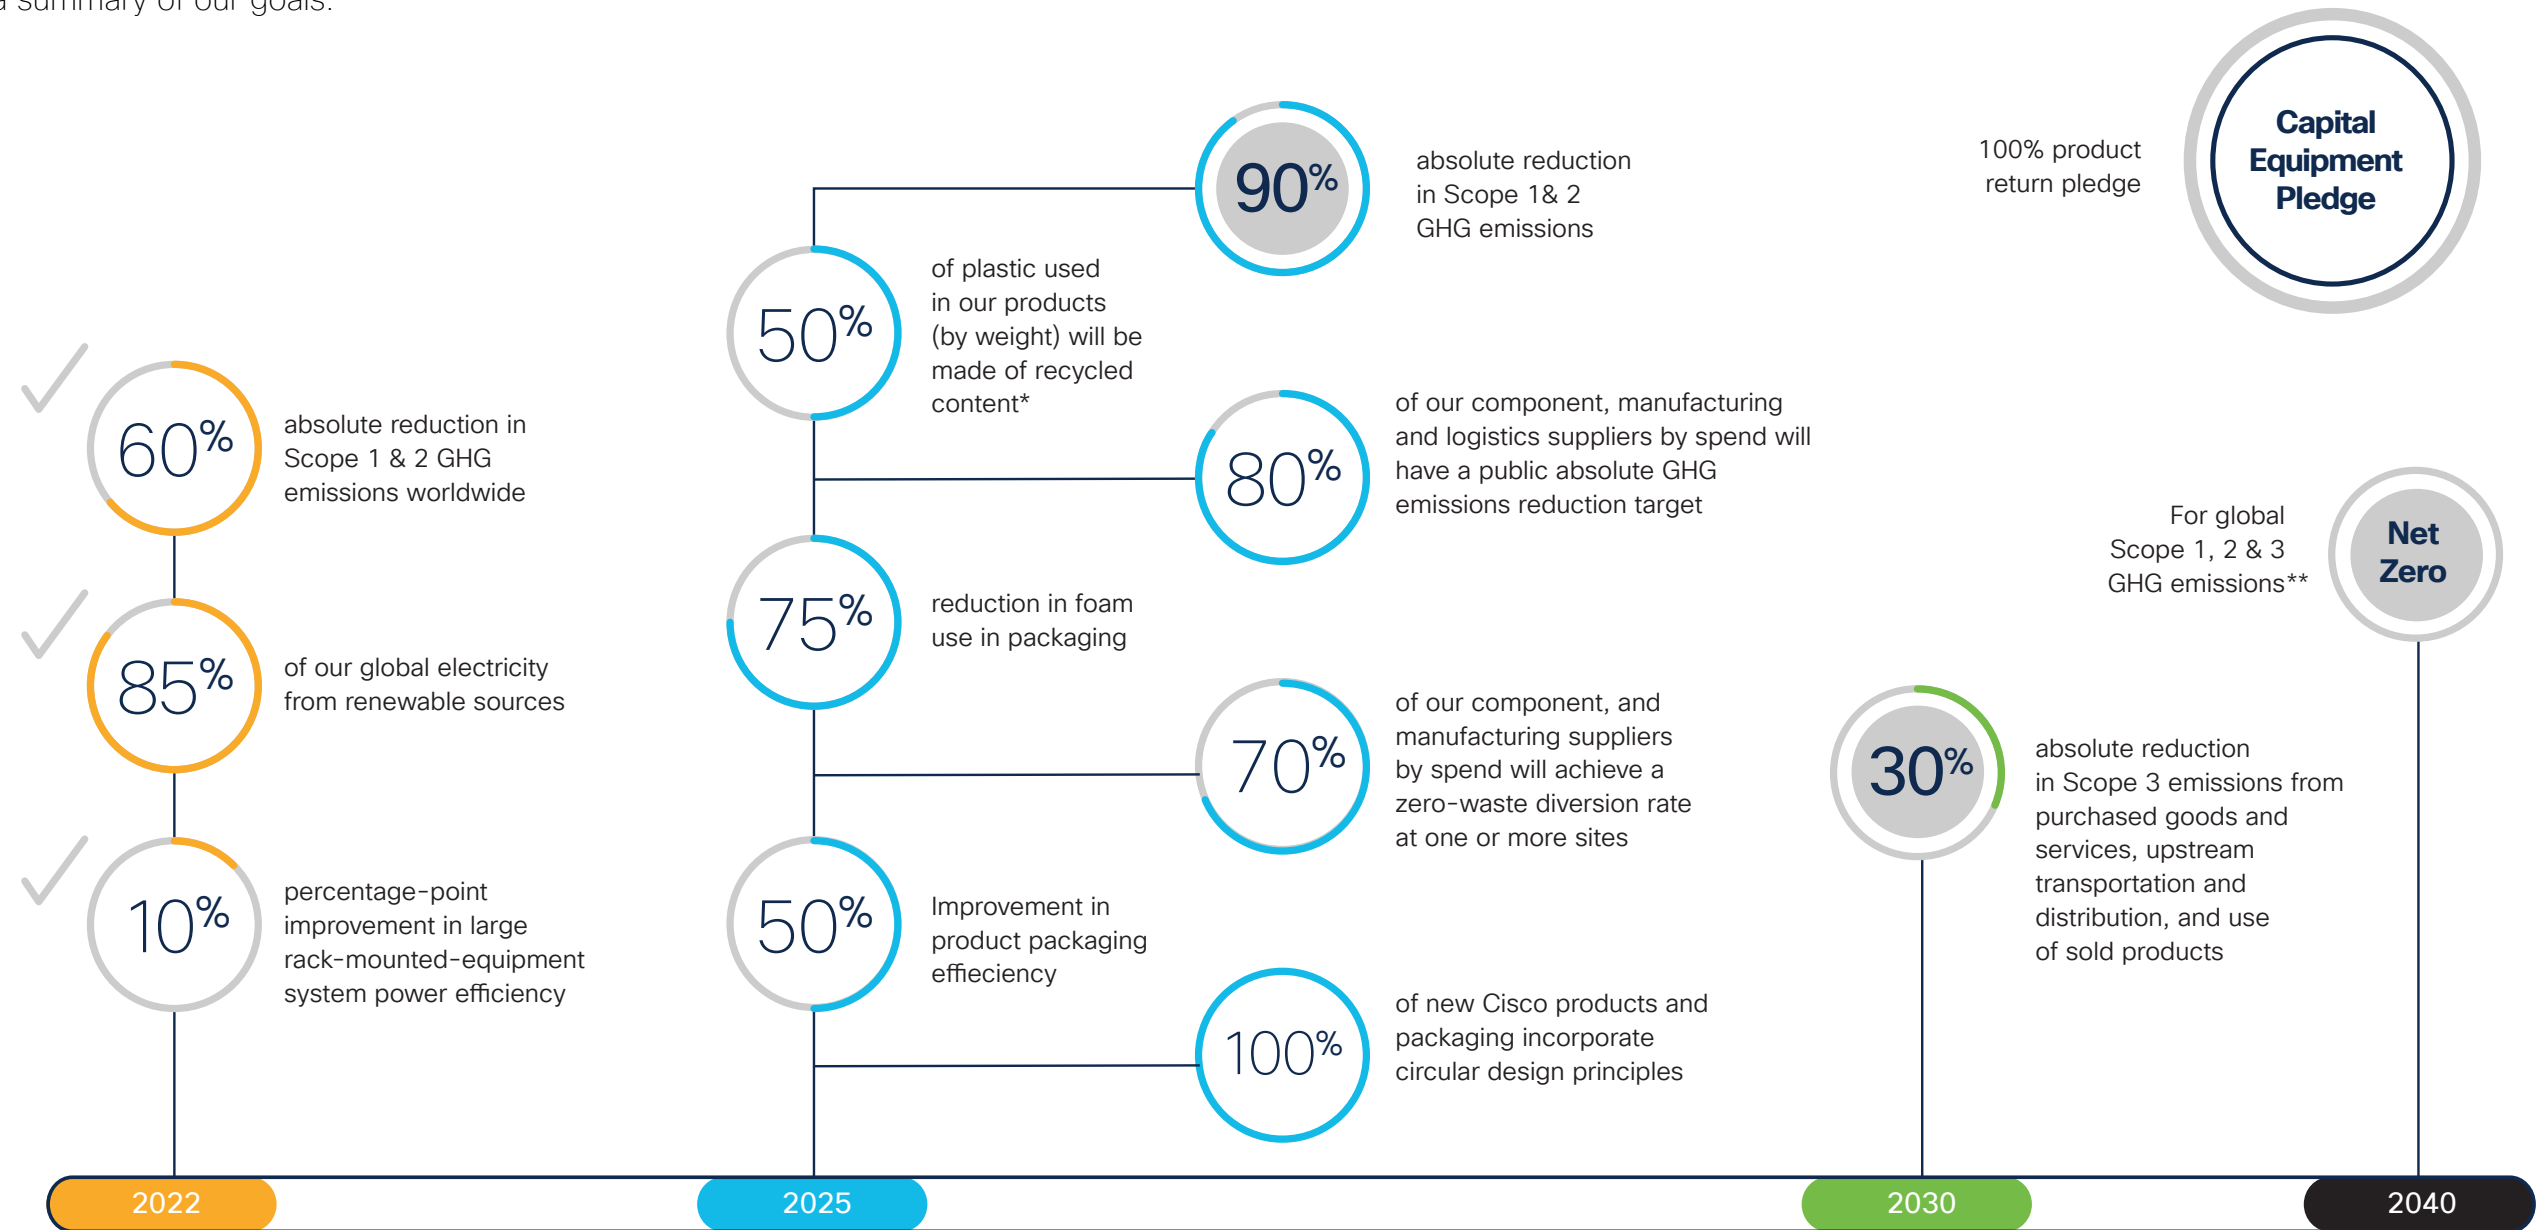 a summary of our goals.
60%
absolute reduction in
Scope 1 & 2 GHG
emissions worldwide
85%
of our global electricity
from renewable sources
10%
percentage-point
improvement in large
rack-mounted-equipment
system power efficiency
2022
90%
absolute reduction
in Scope 1& 2
GHG emissions
50%
of plastic used
in our products
(by weight) will be
made of recycled
content*
80%
of our component, manufacturing
and logistics suppliers by spend will
have a public absolute GHG
emissions reduction target
75%
reduction in foam
use in packaging
70%
of our component, and
manufacturing suppliers
by spend will achieve a
zero-waste diversion rate
at one or more sites
50%
Improvement in
product packaging
effieciency
100%
of new Cisco products and
packaging incorporate
circular design principles
2025
30%
absolute reduction
in Scope 3 emissions from
purchased goods and
services, upstream
transportation and
distribution, and use
of sold products
2030
100% product
return pledge
Capital
Equipment
Pledge
For global
Scope 1, 2 & 3
GHG emissions**
Net
Zero
2040